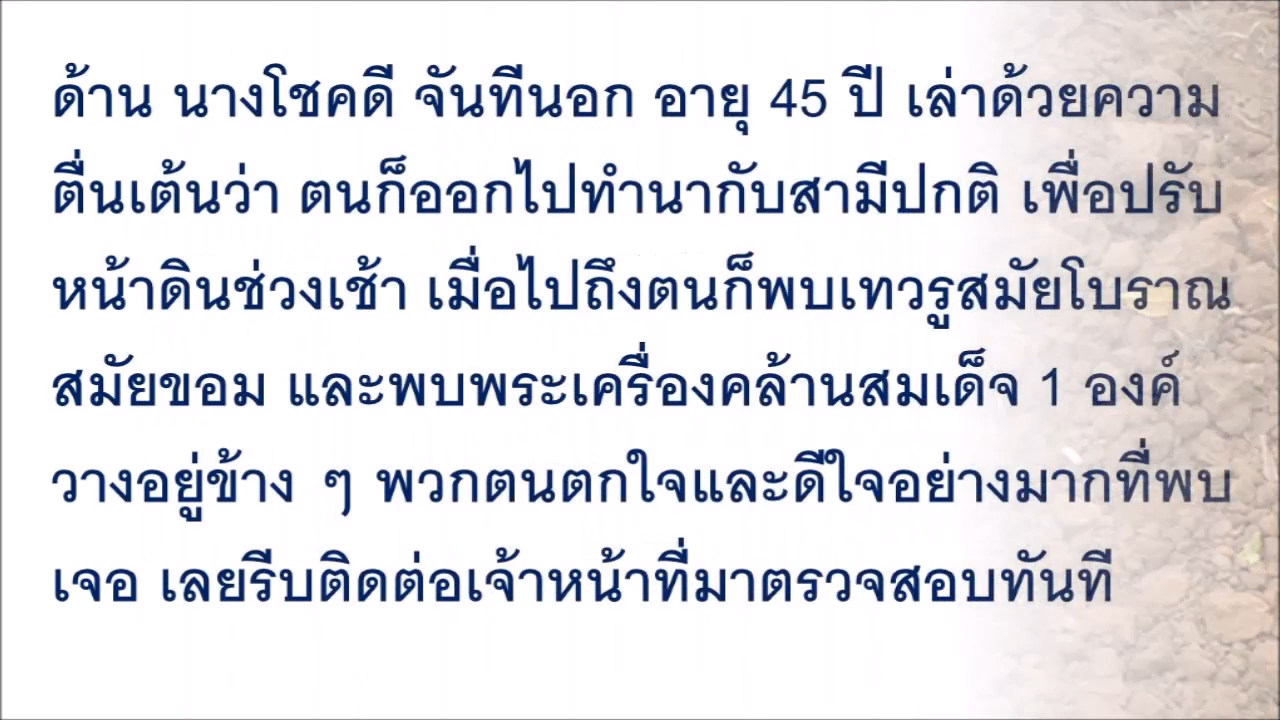 ด้าน นางโชคดี จันทีนอก อายุ 45 ปี เล่าด้วยความ
ตื่นเต้นว่า ตนก็ออกไปทำนากับสามีปกติ เพื่อปรับ
หน้าดินช่วงเช้า เมื่อไปถึงตนก็พบเทวรูสมัยโบราณ
สมัยขอม และพบพระเครื่องคล้านสมเด็จ 1 องค์
วางอยู่ข้าง ๆ พวกตนตกใจและดีใจอย่างมากที่พบ
เจอ เลยรีบติดต่อเจ้าหน้าที่มาตรวจสอบทันที